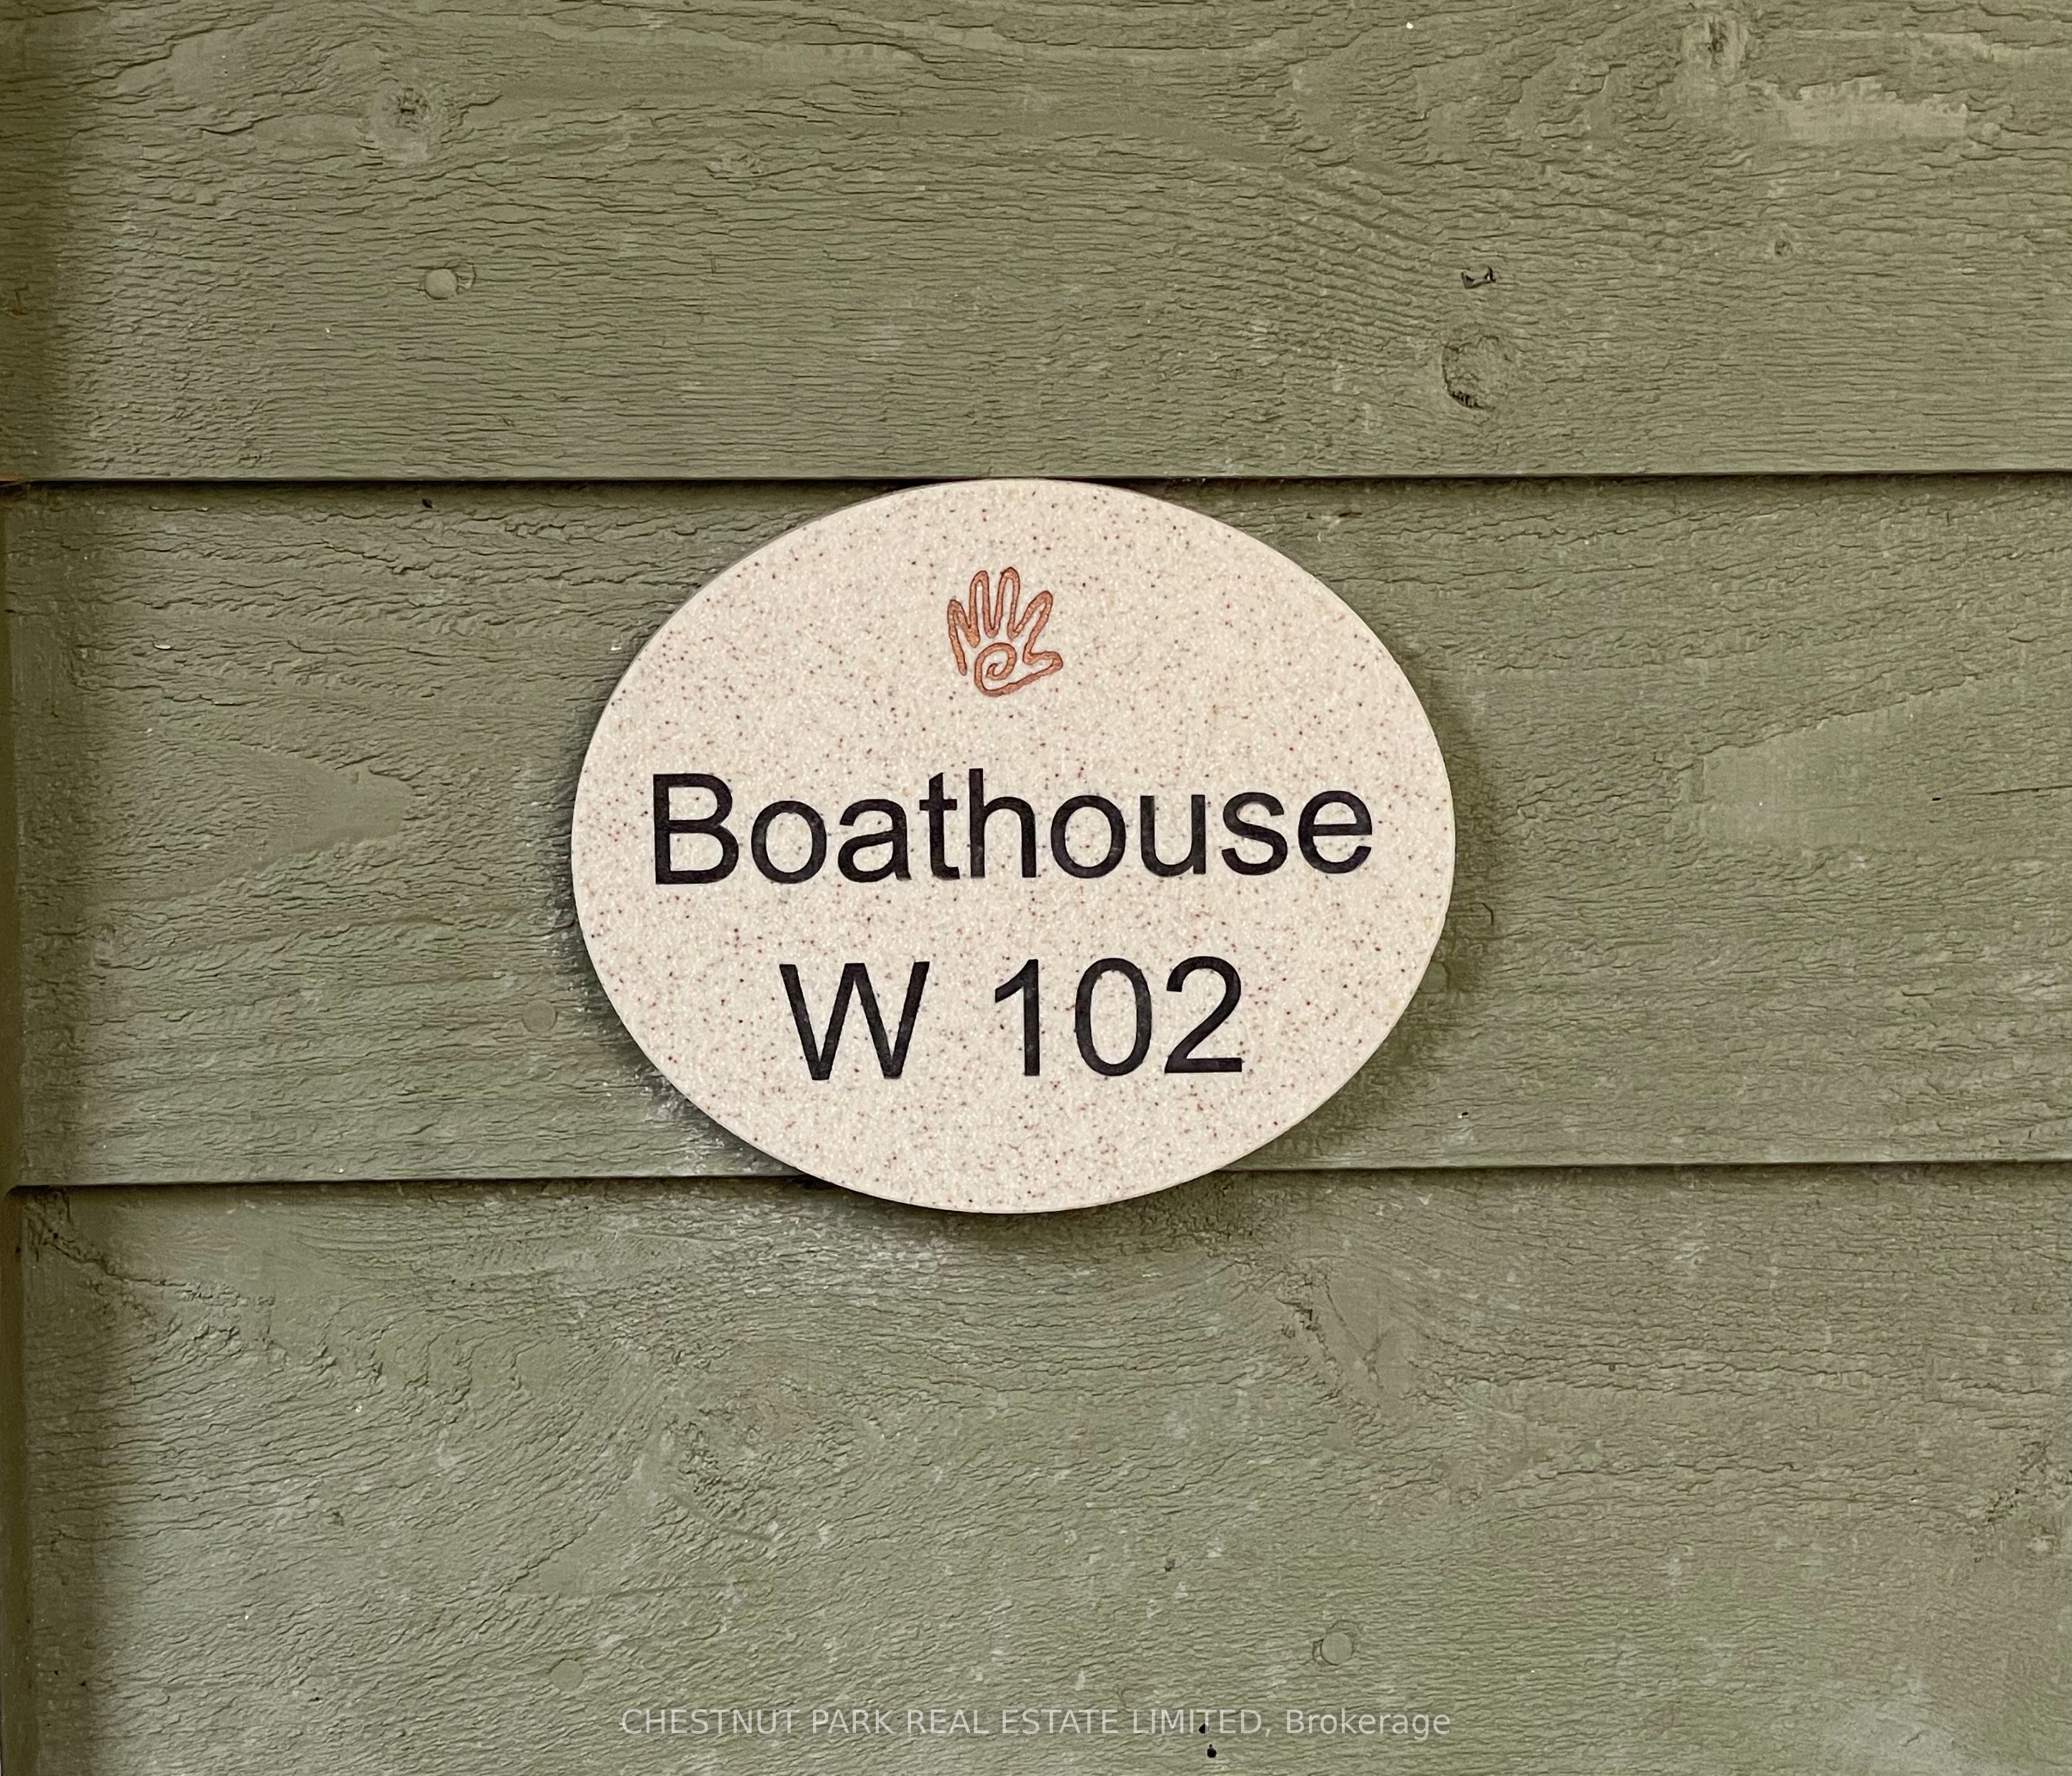 Boathouse
W 102
CHESTNUT PARK REAL ESTATE LIMITED, Brokerage